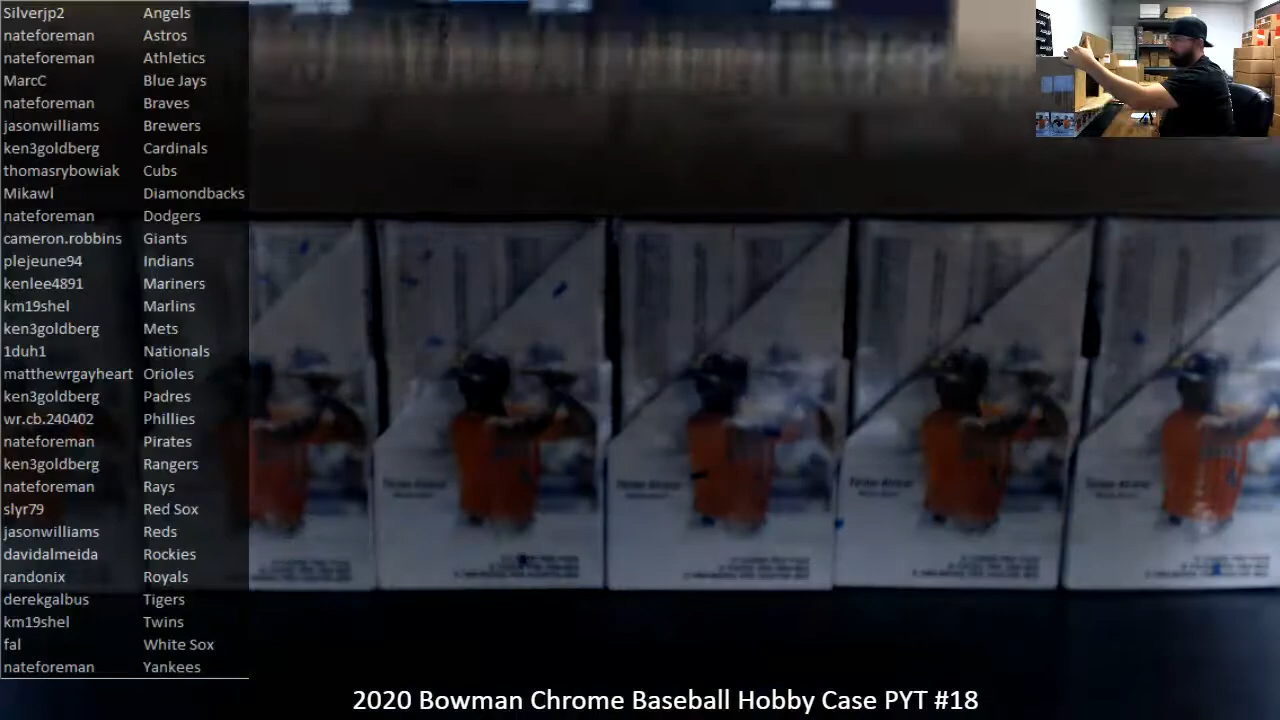 Silverjp2 Angels
nateforeman Astros
nateforeman Athletics
MarcC Blue Jays
nateforeman Braves
jasonwilliams Brewers
ken3goldberg Cardinals
thomasrybowiak Cubs
Mikawl Diamondbacks
nateforeman Dodgers
cameron.robbins Giants
plejeune94 Indians
kenlee4891 Mariners
km19shel Marlins
ken3goldberg Mets
1duh1 Nationals
matthewrgayheart Orioles
ken3goldberg Padres
wr.cb.240402 Phillies
nateforeman Pirates
ken3goldberg Rangers
nateforeman Rays
slyr79 Red Sox
jasonwilliams Reds
davidalmeida Rockies
randonix Royals
derekgalbus Tigers
km19shel Twins
fal White Sox
nateforeman Yankees
2020 Bowman Chrome Baseball Hobby Case PYT #18